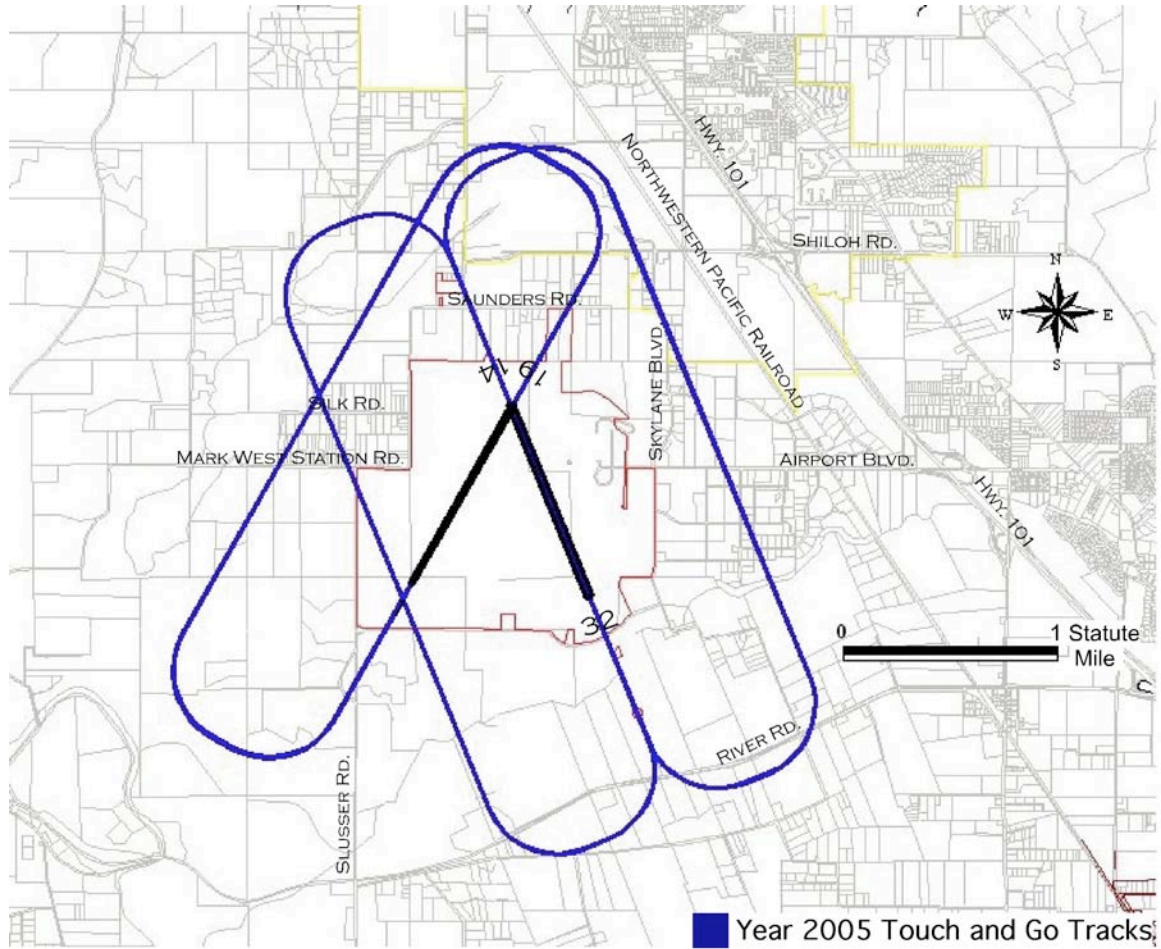 NORTHWESTERN PACIFIC RAILROAD
HWY. 101
SHILOH RD.
N
W
E
S
SAUNDERS RD.
SKYLANE BLVD.
14
19
SILK RD.
MARK WEST STATION RD.
AIRPORT BLVD.
HWY. 101
32
0
1 Statute
Mile
RIVER RD.
SLUSSER RD.
Year 2005 Touch and Go Tracks